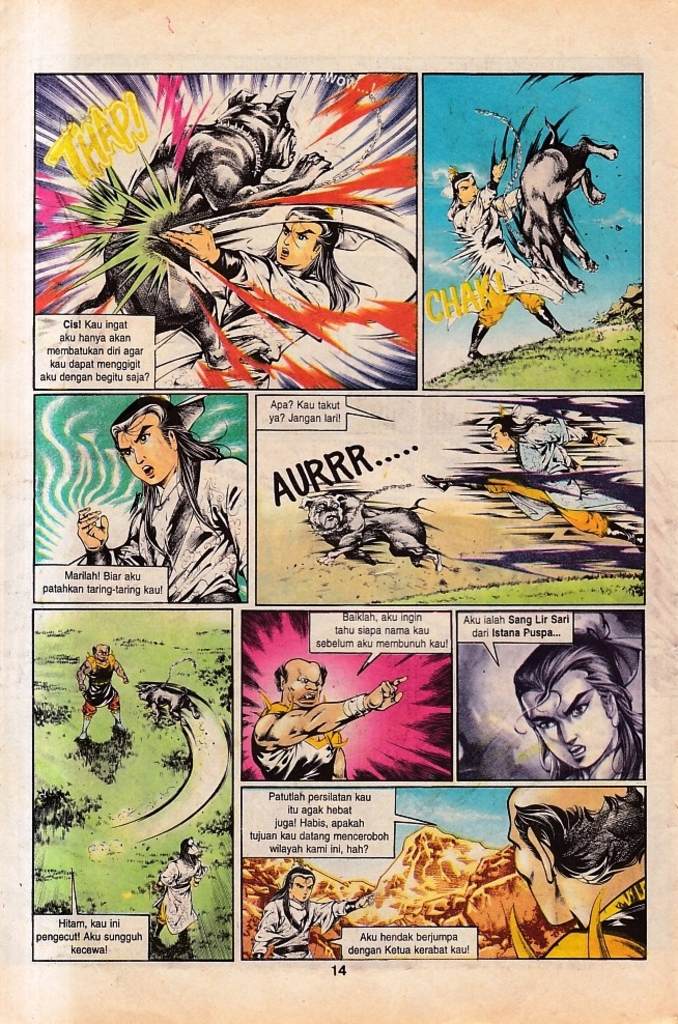 ...WOW...
THAP!
Cis! Kau ingat
aku hanya akan
membatukan diri agar
kau dapat menggigit
aku dengan begitu saja?
CHAK!
Marilah! Biar aku
patahkan taring-taring kau!
Apa? Kau takut
ya? Jangan lari!
AURRR.....
Hitam, kau ini
pengecut! Aku sungguh
kecewa!
Baiklah, aku ingin
tahu siapa nama kau
sebelum aku membunuh kau!
Aku ialah Sang Lir Sari
dari Istana Puspa...
Patutlah persilatan kau
itu agak hebat
juga! Habis, apakah
tujuan kau datang menceroboh
wilayah kami ini, hah?
Aku hendak berjumpa
dengan Ketua kerabat kau!
14